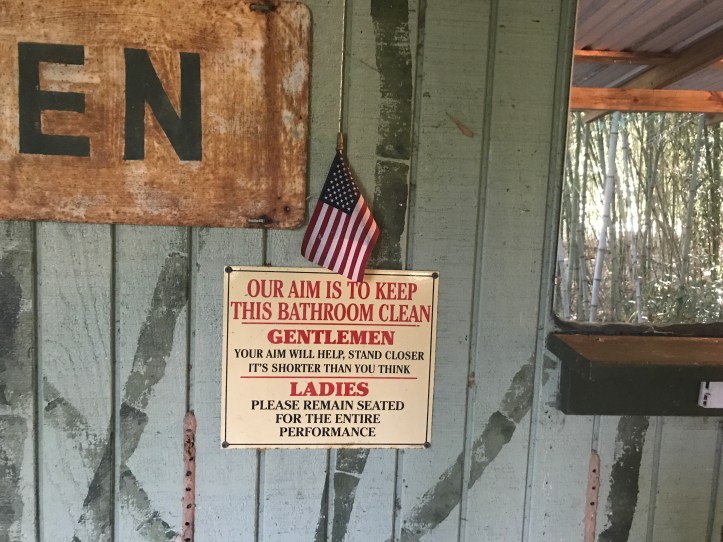 EN
OUR AIM IS TO KEEP
THIS BATHROOM CLEAN
GENTLEMEN
YOUR AIM WILL HELP, STAND CLOSER
IT'S SHORTER THAN YOU THINK
LADIES
PLEASE REMAIN SEATED
FOR THE ENTIRE
PERFORMANCE